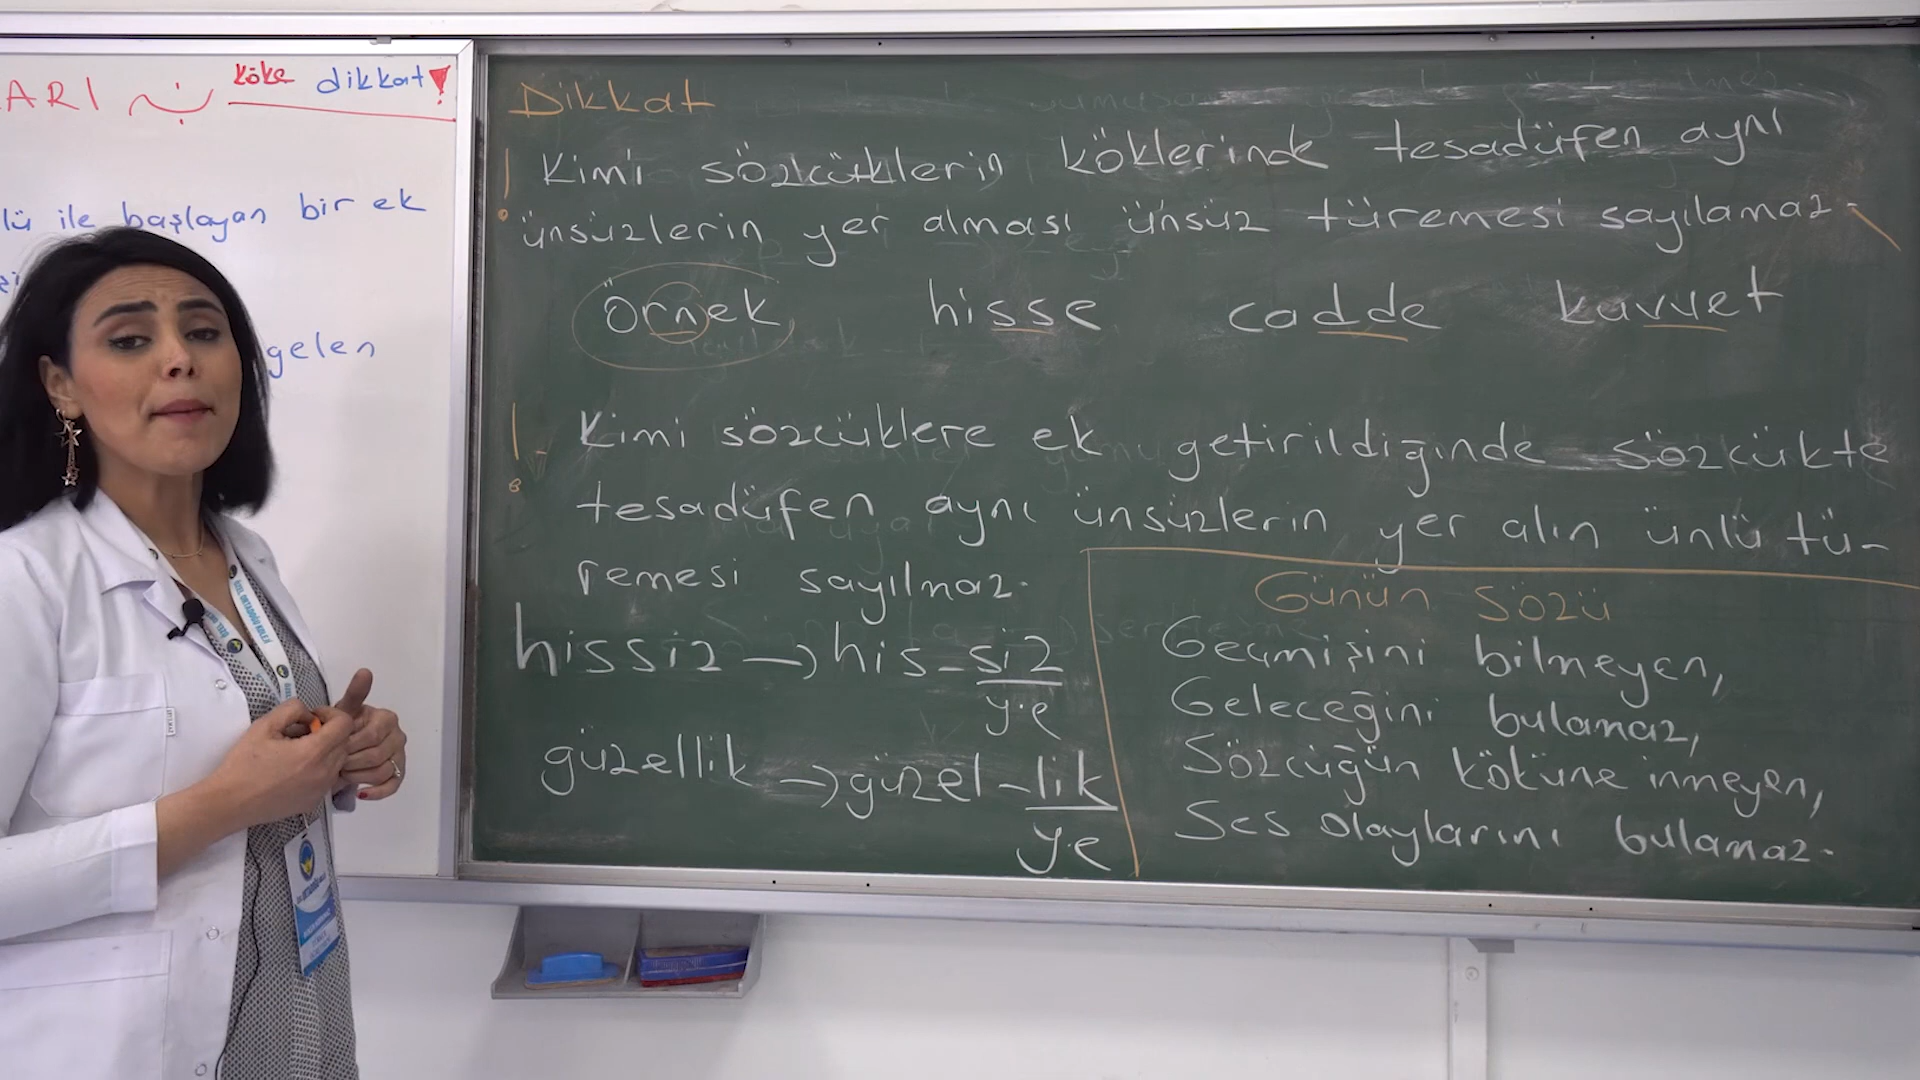 ARI köke dikkat!
lü ile başlayan bir ek
gelen
Dikkat
! Kimi sözcüklerin köklerinde tesadüfen aynı
ünsüzlerin yer alması ünsüz türemesi sayılamaz.
Örnek hisse cadde kuvvet
! Kimi sözcüklere ek getirildiğinde sözcükte
tesadüfen aynı ünsüzlerin yer alın ünlü tü-
remesi sayılmaz.
hissiz → his-siz
y.e
güzellik → güzel-lik
y.e
Günün Sözü
Geçmişini bilmeyen,
Geleceğini bulamaz,
Sözcüğün köküne inmeyen,
Ses olaylarını bulamaz.